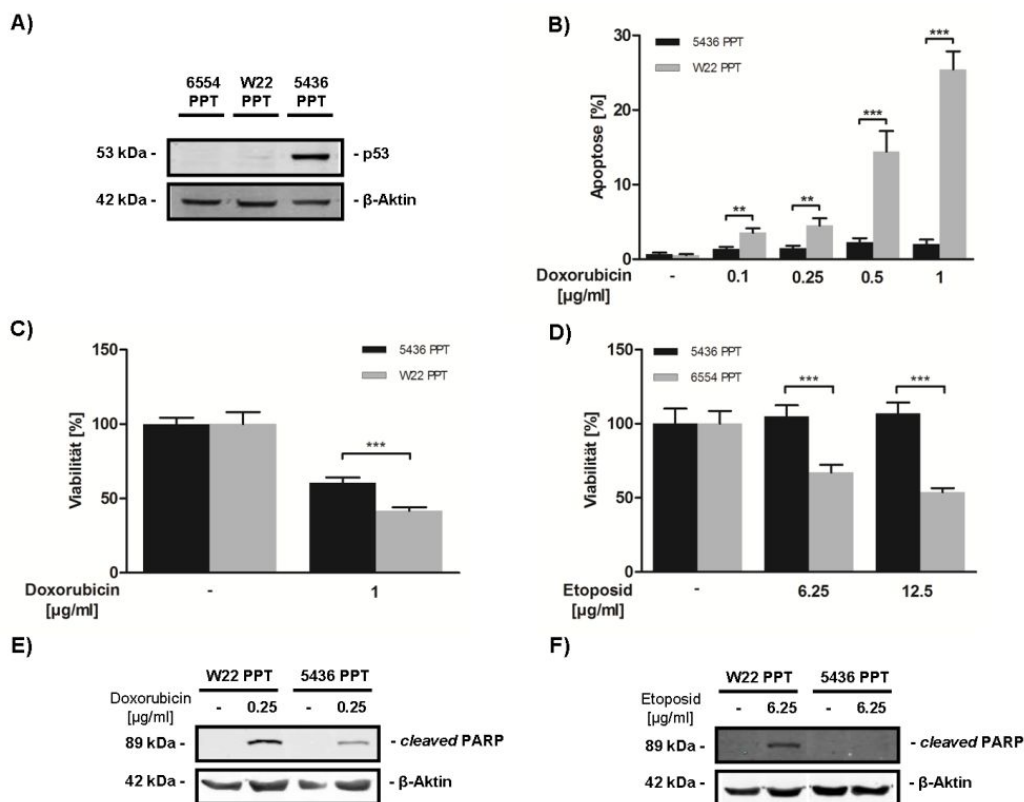 A)
6554 W22 5436
PPT PPT PPT
53 kDa - - p53
42 kDa - - β-Aktin
B)
5436 PPT
W22 PPT
Apoptose [%]
30
20
10
0
** ** *** ***
Doxorubicin - 0.1 0.25 0.5 1
[µg/ml]
C)
5436 PPT
W22 PPT
Viabilität [%]
150
100
50
0
***
Doxorubicin - 1
[µg/ml]
D)
5436 PPT
6554 PPT
Viabilität [%]
150
100
50
0
*** ***
Etoposid - 6.25 12.5
[µg/ml]
E)
W22 PPT 5436 PPT
Doxorubicin - 0.25 - 0.25
[µg/ml]
89 kDa - - cleaved PARP
42 kDa - - β-Aktin
F)
W22 PPT 5436 PPT
Etoposid - 6.25 - 6.25
[µg/ml]
89 kDa - - cleaved PARP
42 kDa - - β-Aktin